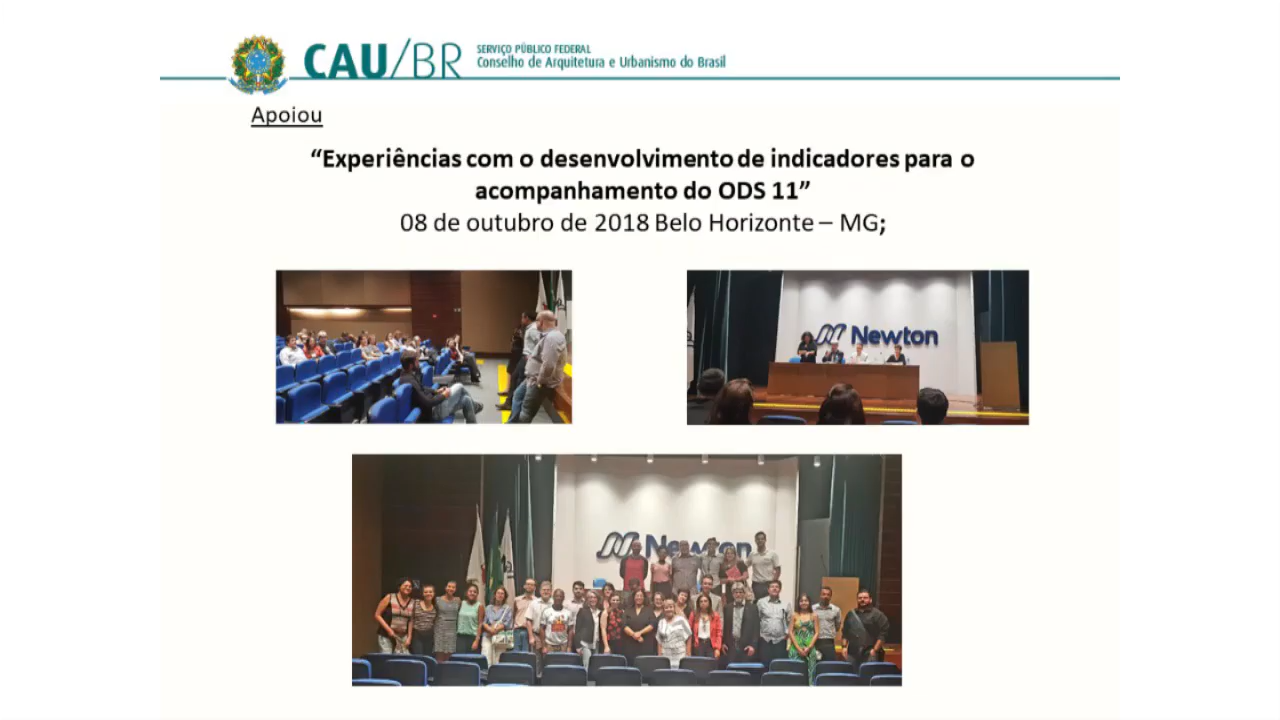 CAU/BR
SERVIÇO PÚBLICO FEDERAL
Conselho de Arquitetura e Urbanismo do Brasil
Apoiou
“Experiências com o desenvolvimento de indicadores para o
acompanhamento do ODS 11”
08 de outubro de 2018 Belo Horizonte – MG;
Newton
Newton